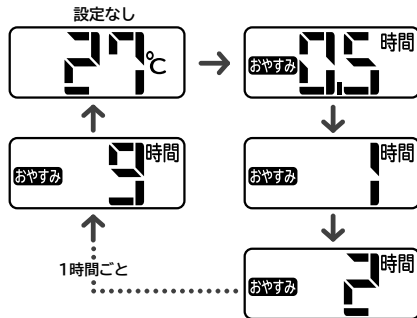 設定なし
27℃
おやすみ 0.5 時間
おやすみ 1 時間
おやすみ 2 時間
1時間ごと
おやすみ 9 時間